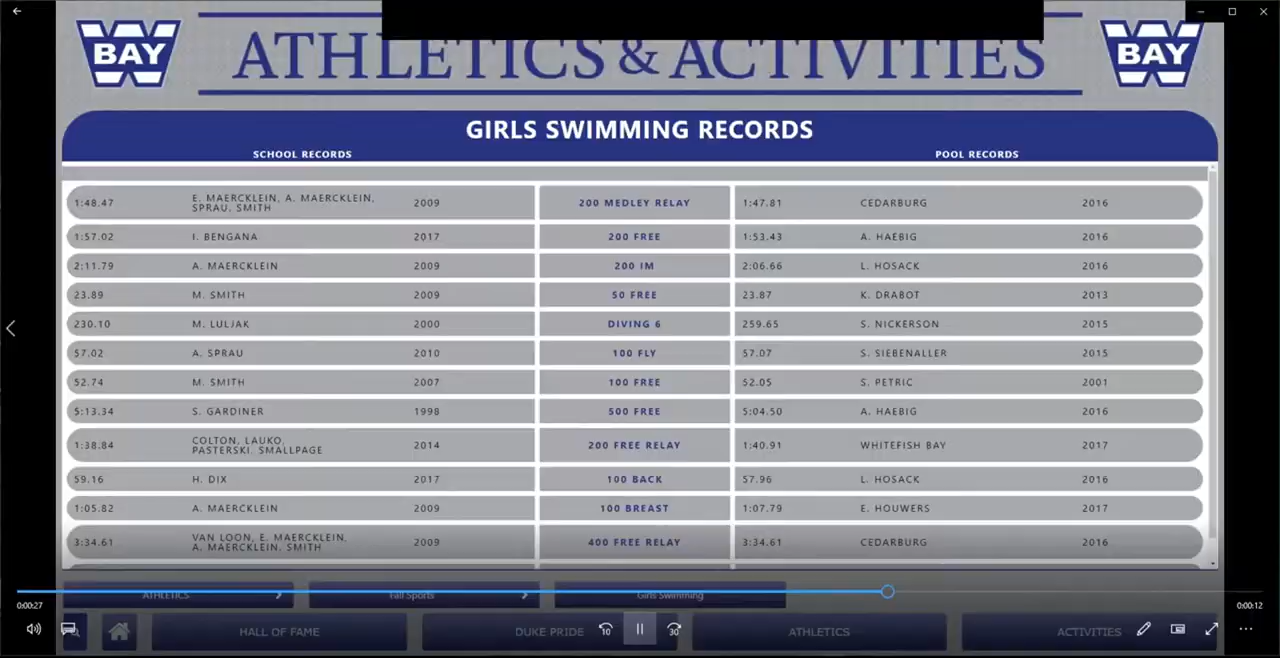 W BAY
ATHLETICS & ACTIVITIES
W BAY
GIRLS SWIMMING RECORDS
SCHOOL RECORDS
POOL RECORDS
1:48.47 E. MAERCKLEIN, A. MAERCKLEIN, SPRAU, SMITH 2009 200 MEDLEY RELAY 1:47.81 CEDARBURG 2016
1:57.02 I. BENGANA 2017 200 FREE 1:53.43 A. HAEBIG 2016
2:11.79 A. MAERCKLEIN 2009 200 IM 2:06.66 L. HOSACK 2016
23.89 M. SMITH 2009 50 FREE 23.87 K. DRABOT 2013
230.10 M. LULJAK 2000 DIVING 6 259.65 S. NICKERSON 2015
57.02 A. SPRAU 2010 100 FLY 57.07 S. SIEBENALLER 2015
52.74 M. SMITH 2007 100 FREE 52.05 S. PETRIC 2001
5:13.34 S. GARDINER 1998 500 FREE 5:04.50 A. HAEBIG 2016
1:38.84 COLTON, LAUKO, PASTERSKI, SMALLPAGE 2014 200 FREE RELAY 1:40.91 WHITEFISH BAY 2017
59.16 H. DIX 2017 100 BACK 57.96 L. HOSACK 2016
1:05.82 A. MAERCKLEIN 2009 100 BREAST 1:07.79 E. HOUWERS 2017
3:34.61 VAN LOON, E. MAERCKLEIN, A. MAERCKLEIN, SMITH 2009 400 FREE RELAY 3:34.61 CEDARBURG 2016
ATHLETICS
Fall Sports
Girls Swimming
0:00:27
0:00:12
HALL OF FAME
DUKE PRIDE
10
30
ATHLETICS
ACTIVITIES